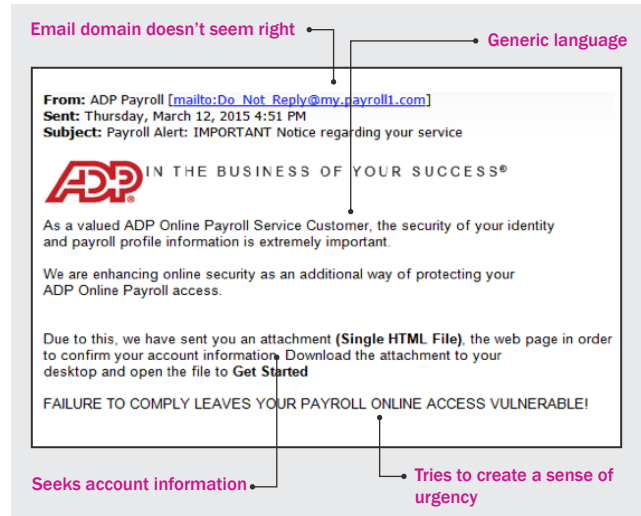 Email domain doesn't seem right
Generic language
From: ADP Payroll [mailto:Do_Not_Reply@my.payroll1.com]
Sent: Thursday, March 12, 2015 4:51 PM
Subject: Payroll Alert: IMPORTANT Notice regarding your service
ADP® IN THE BUSINESS OF YOUR SUCCESS®
As a valued ADP Online Payroll Service Customer, the security of your identity
and payroll profile information is extremely important.
We are enhancing online security as an additional way of protecting your
ADP Online Payroll access.
Due to this, we have sent you an attachment (Single HTML File), the web page in order
to confirm your account information. Download the attachment to your
desktop and open the file to Get Started
FAILURE TO COMPLY LEAVES YOUR PAYROLL ONLINE ACCESS VULNERABLE!
Seeks account information
Tries to create a sense of
urgency